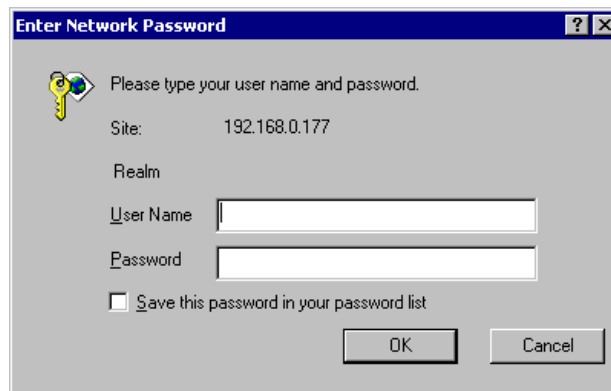 Enter Network Password
Please type your user name and password.
Site: 192.168.0.177
Realm
User Name
Password
Save this password in your password list
OK Cancel